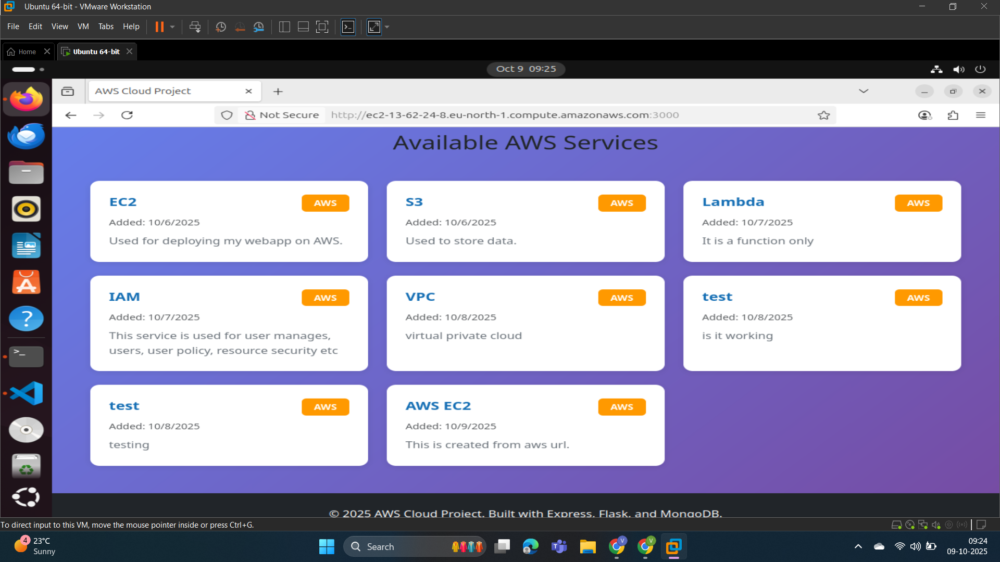 Ubuntu 64-bit - VMware Workstation
File Edit View VM Tabs Help
Home Ubuntu 64-bit
Oct 9 09:25
AWS Cloud Project
Not Secure http://ec2-13-62-24-8.eu-north-1.compute.amazonaws.com:3000
Available AWS Services
EC2 AWS
Added: 10/6/2025
Used for deploying my webapp on AWS.
S3 AWS
Added: 10/6/2025
Used to store data.
Lambda AWS
Added: 10/7/2025
It is a function only
IAM AWS
Added: 10/7/2025
This service is used for user manages,
users, user policy, resource security etc
VPC AWS
Added: 10/8/2025
virtual private cloud
test AWS
Added: 10/8/2025
is it working
test AWS
Added: 10/8/2025
testing
AWS EC2 AWS
Added: 10/9/2025
This is created from aws url.
© 2025 AWS Cloud Project. Built with Express, Flask, and MongoDB.
To direct input to this VM, move the mouse pointer inside or press Ctrl+G.
4 23°C
Sunny
Search
V
V
09:24
09-10-2025